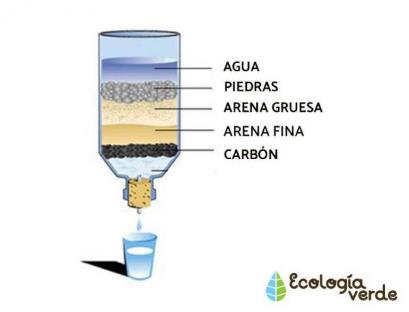 AGUA
PIEDRAS
ARENA GRUESA
ARENA FINA
CARBÓN
Ecología
verde